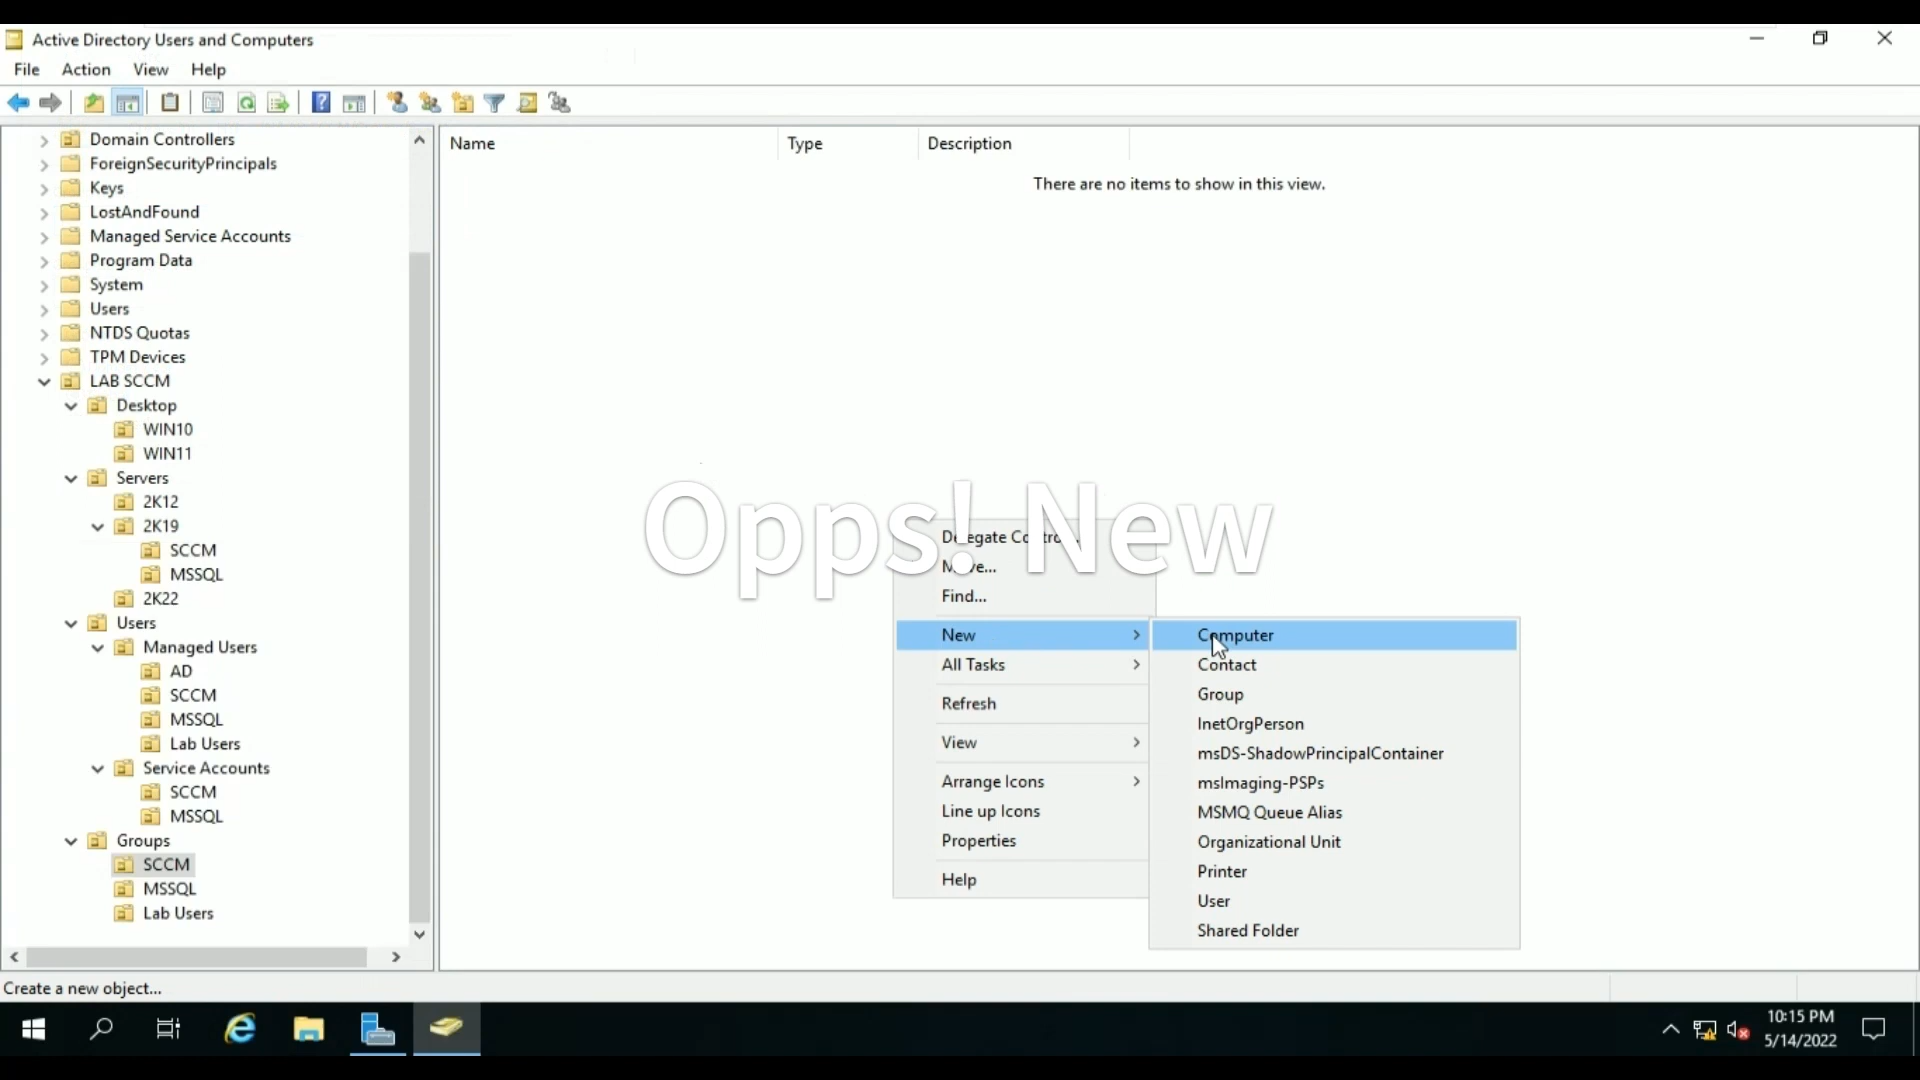 Active Directory Users and Computers
File Action View Help
Domain Controllers
ForeignSecurityPrincipals
Keys
LostAndFound
Managed Service Accounts
Program Data
System
Users
NTDS Quotas
TPM Devices
LAB SCCM
Desktop
WIN10
WIN11
Servers
2K12
2K19
SCCM
MSSQL
2K22
Users
Managed Users
AD
SCCM
MSSQL
Lab Users
Service Accounts
SCCM
MSSQL
Groups
SCCM
MSSQL
Lab Users
Name Type Description
There are no items to show in this view.
Opps! New
Find...
New
All Tasks
Refresh
View
Arrange Icons
Line up Icons
Properties
Help
Computer
Contact
Group
InetOrgPerson
msDS-ShadowPrincipalContainer
msImaging-PSPs
MSMQ Queue Alias
Organizational Unit
Printer
User
Shared Folder
Create a new object...
10:15 PM
5/14/2022